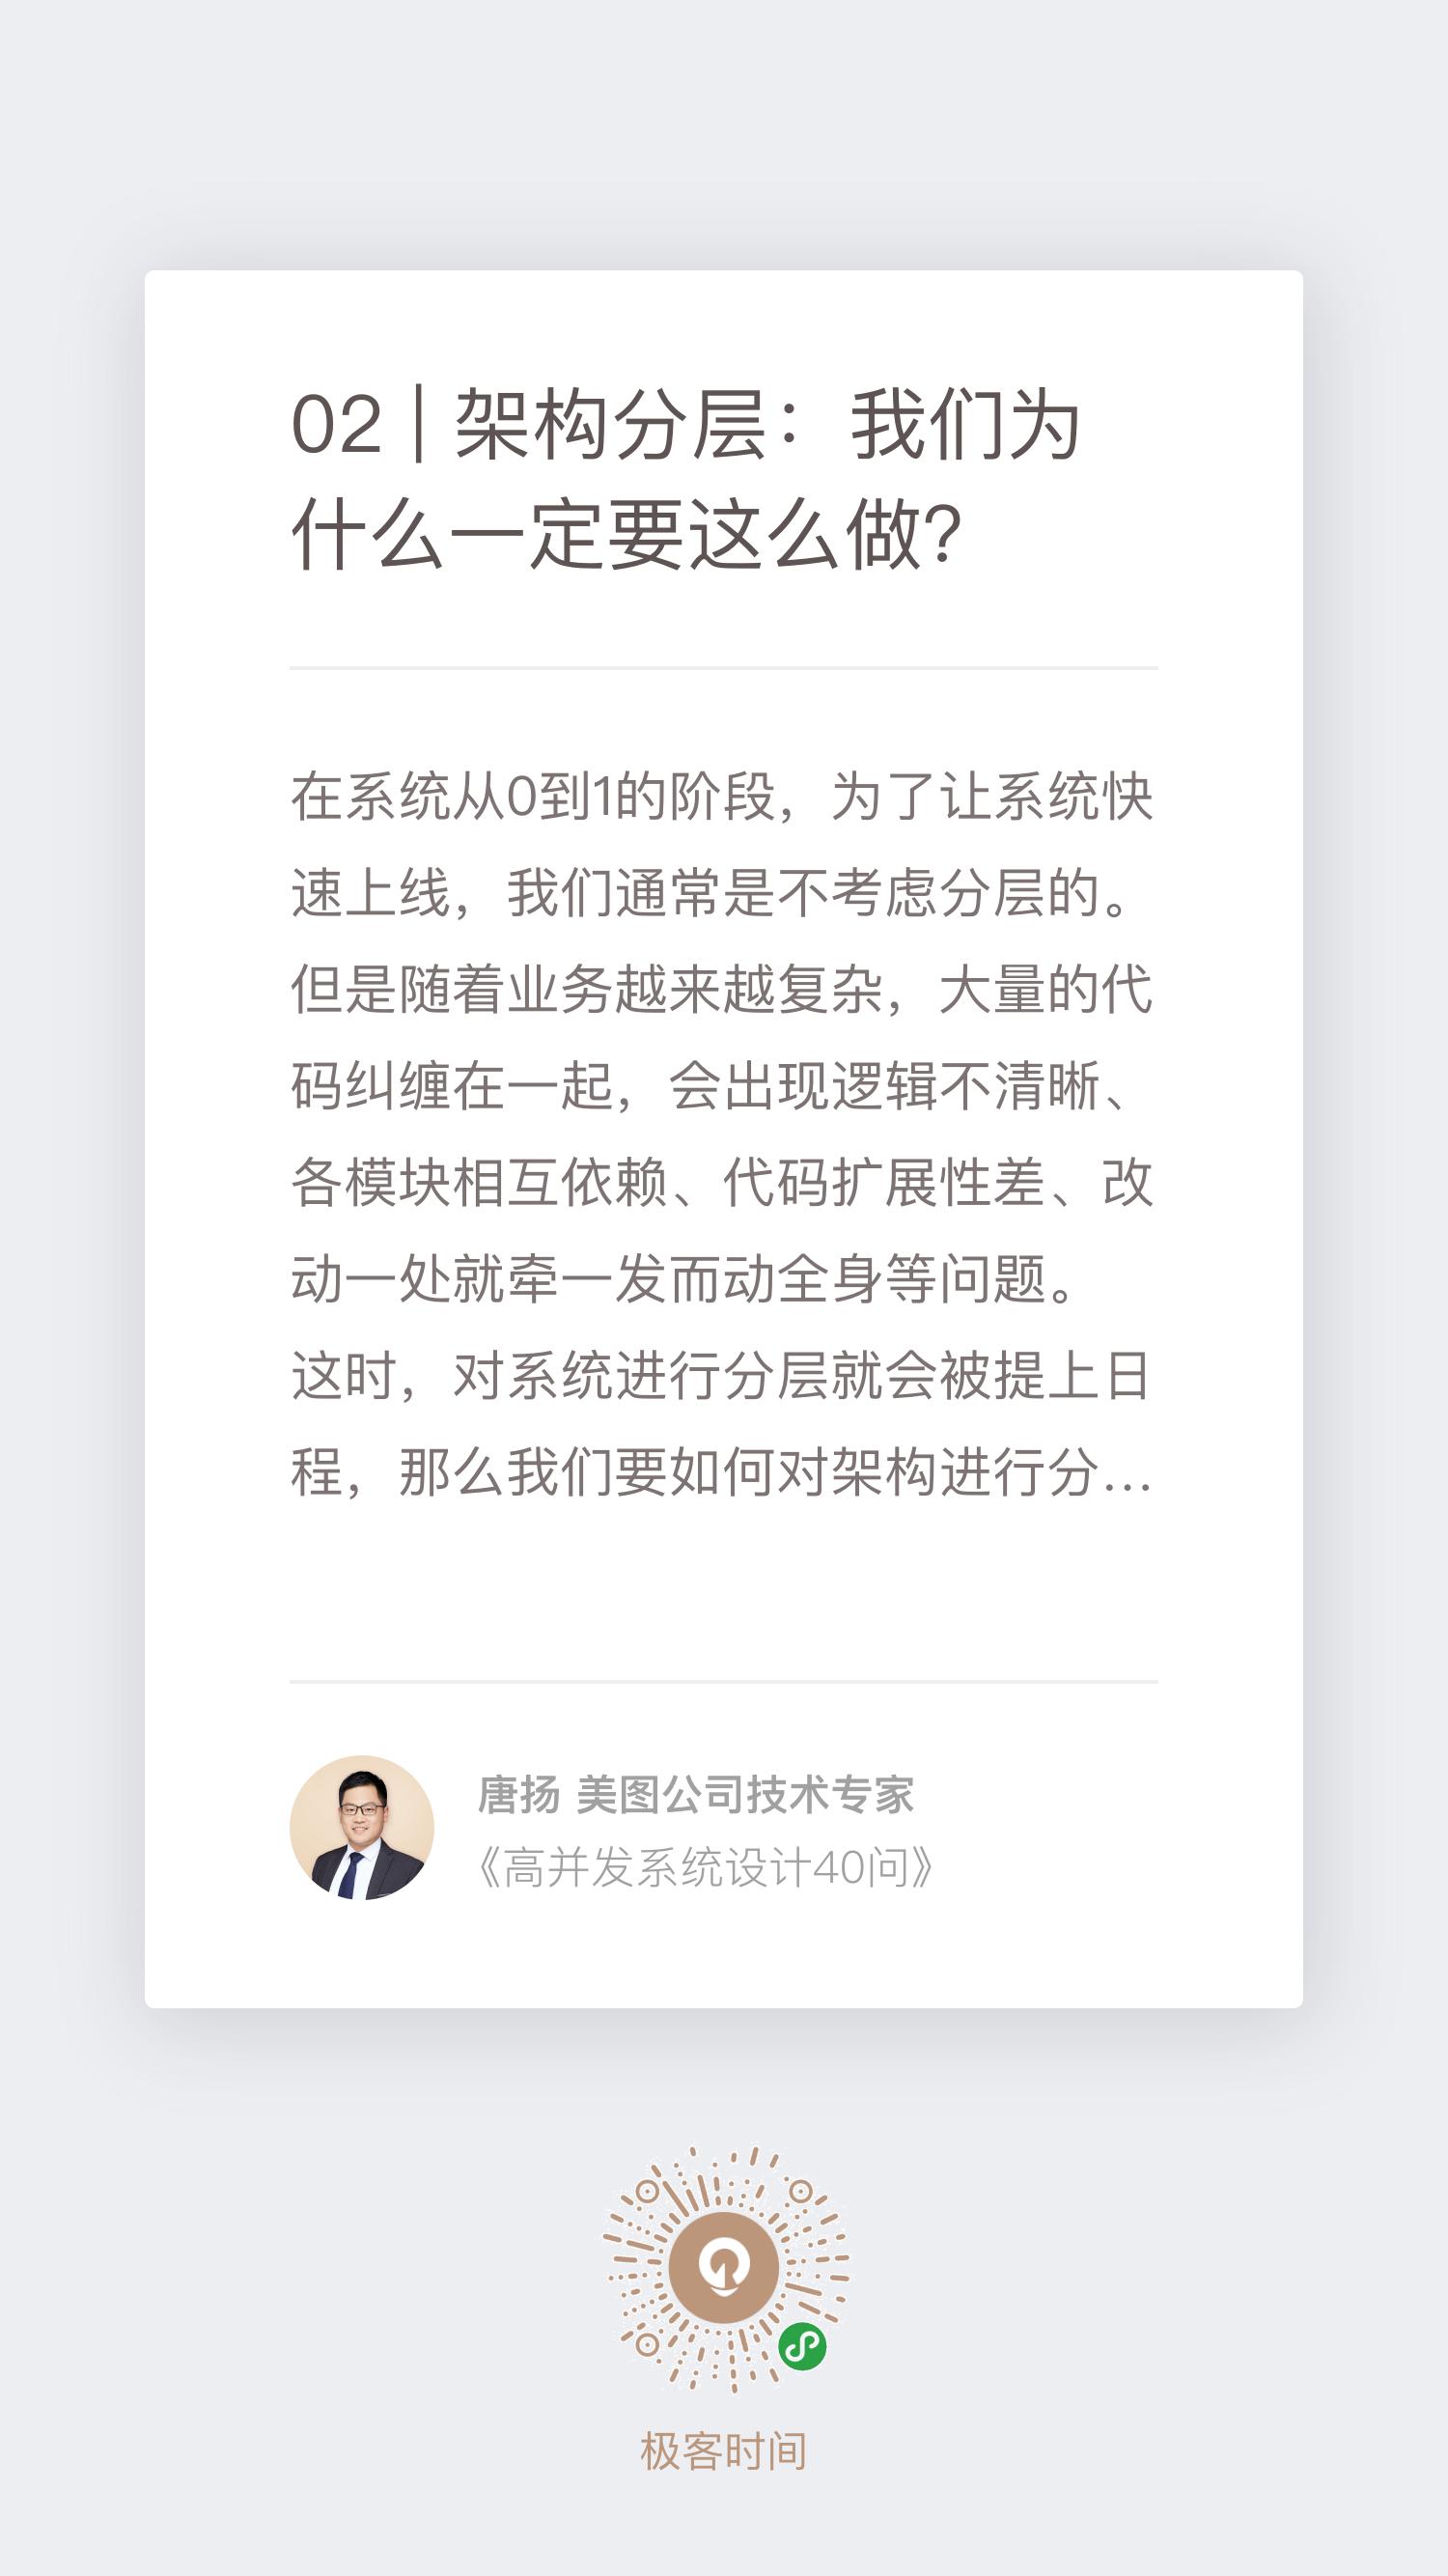 02 | 架构分层：我们为
什么一定要这么做？
在系统从0到1的阶段，为了让系统快
速上线，我们通常是不考虑分层的。
但是随着业务越来越复杂，大量的代
码纠缠在一起，会出现逻辑不清晰、
各模块相互依赖、代码扩展性差、改
动一处就牵一发而动全身等问题。
这时，对系统进行分层就会被提上日
程，那么我们要如何对架构进行分...
唐扬 美图公司技术专家
《高并发系统设计40问》
极客时间